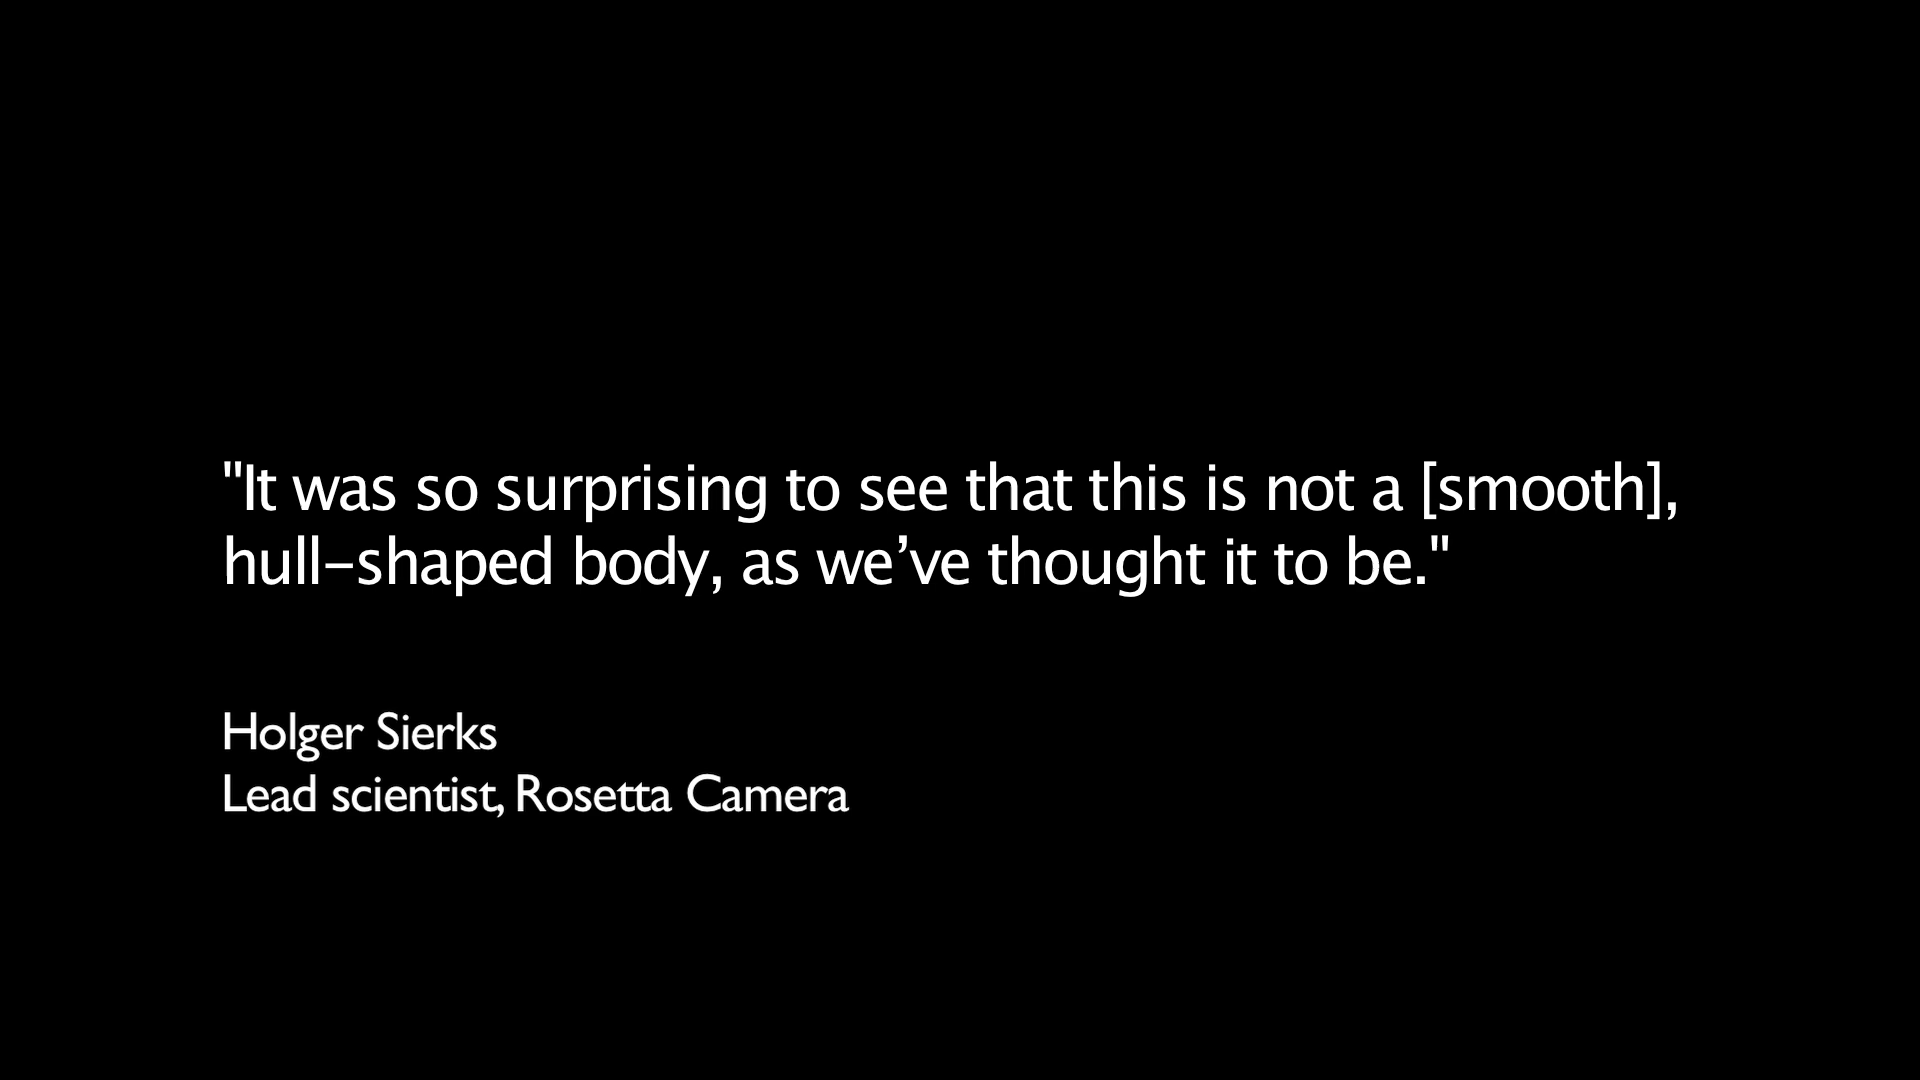 "It was so surprising to see that this is not a [smooth],
hull-shaped body, as we’ve thought it to be."
Holger Sierks
Lead scientist, Rosetta Camera